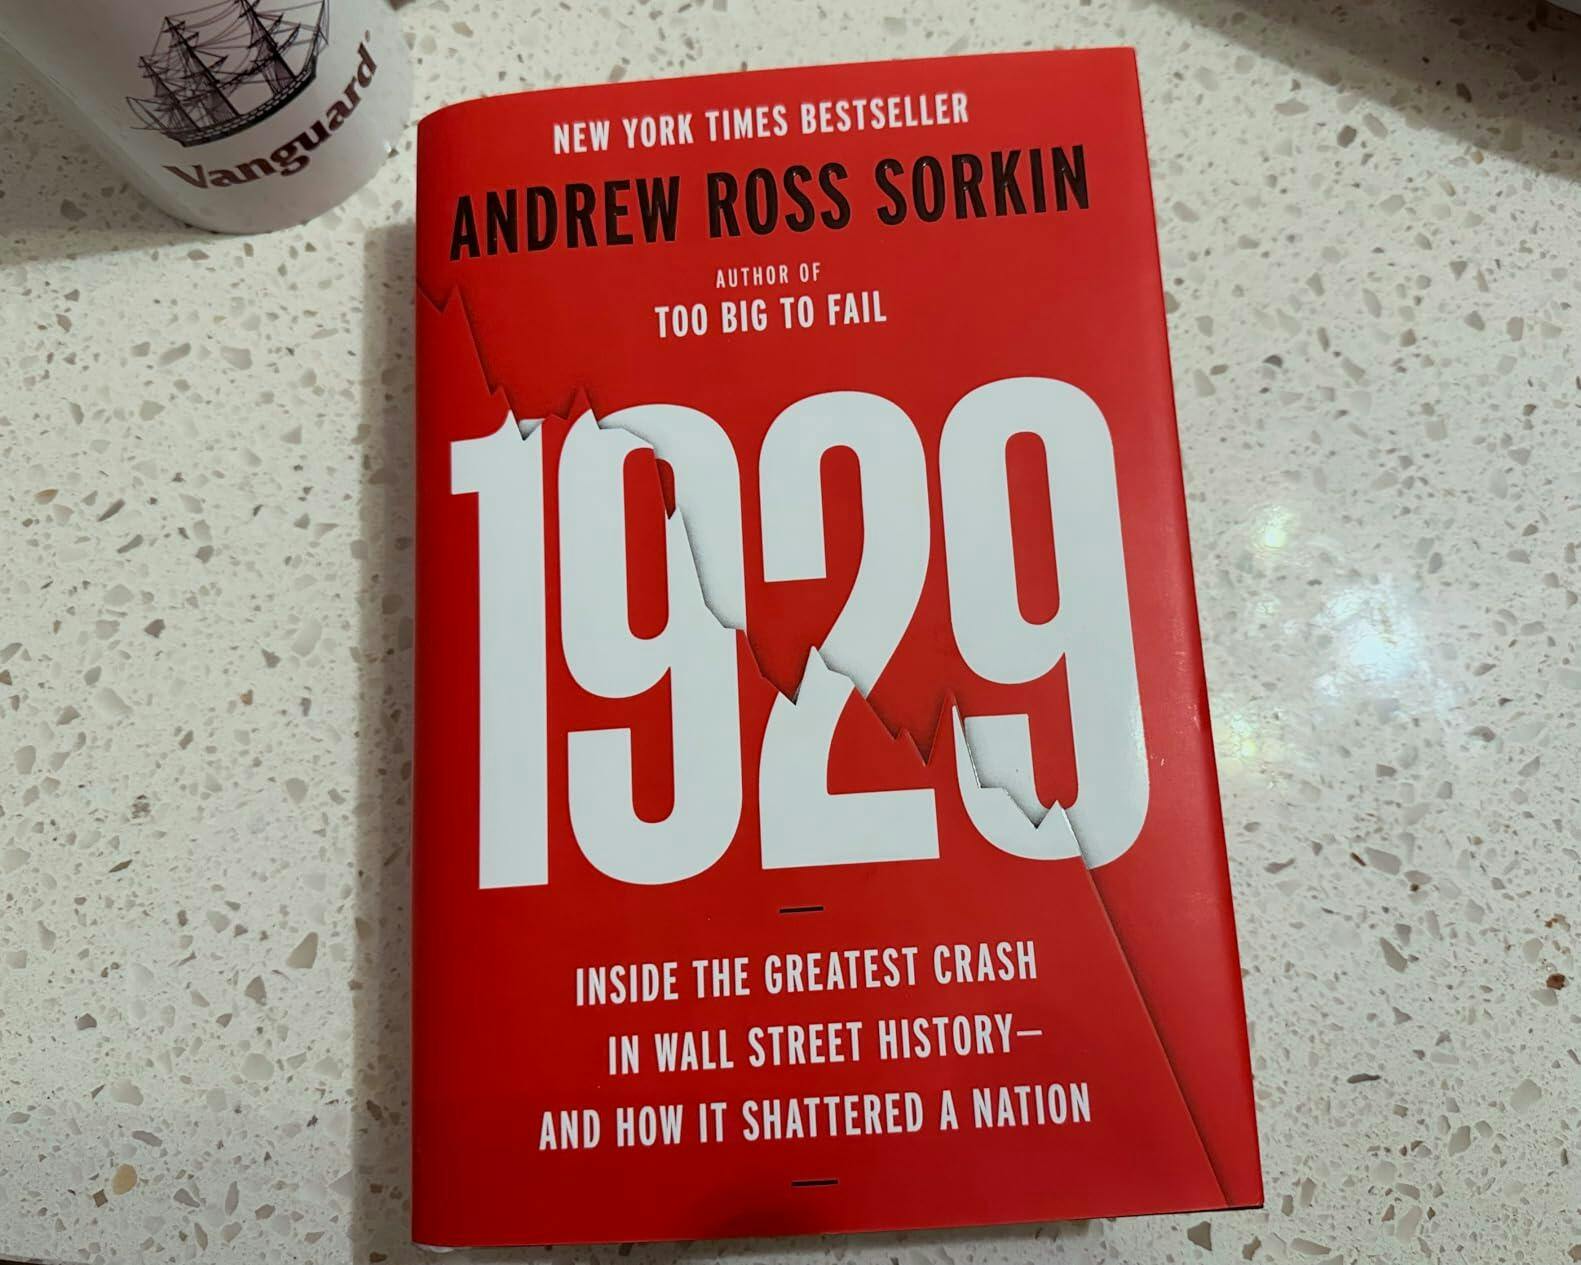 Vanguard
NEW YORK TIMES BESTSELLER
ANDREW ROSS SORKIN
AUTHOR OF
TOO BIG TO FAIL
1929
INSIDE THE GREATEST CRASH
IN WALL STREET HISTORY—
AND HOW IT SHATTERED A NATION